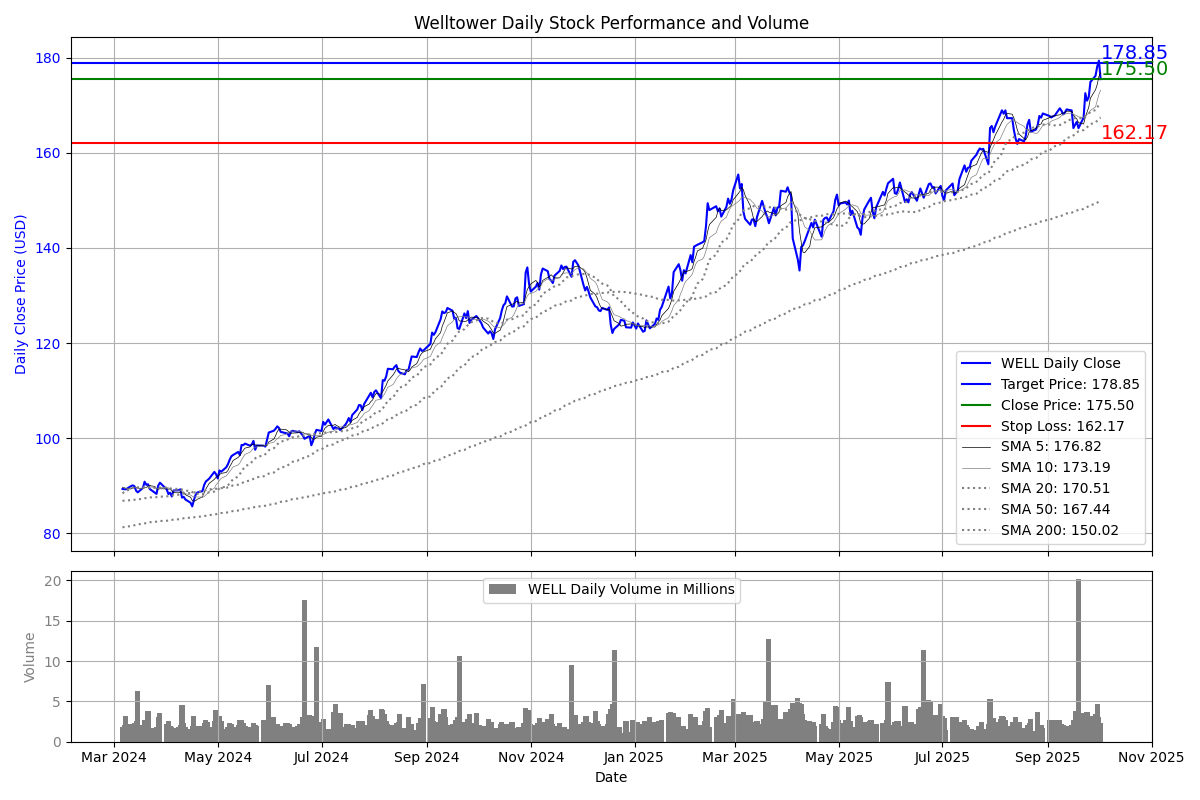 Welltower Daily Stock Performance and Volume
Daily Close Price (USD)
180
160
140
120
100
80
178.85
175.50
162.17
WELL Daily Close
Target Price: 178.85
Close Price: 175.50
Stop Loss: 162.17
SMA 5: 176.82
SMA 10: 173.19
SMA 20: 170.51
SMA 50: 167.44
SMA 200: 150.02
Volume
20
15
10
5
0
WELL Daily Volume in Millions
Mar 2024 May 2024 Jul 2024 Sep 2024 Nov 2024 Jan 2025 Mar 2025 May 2025 Jul 2025 Sep 2025 Nov 2025
Date